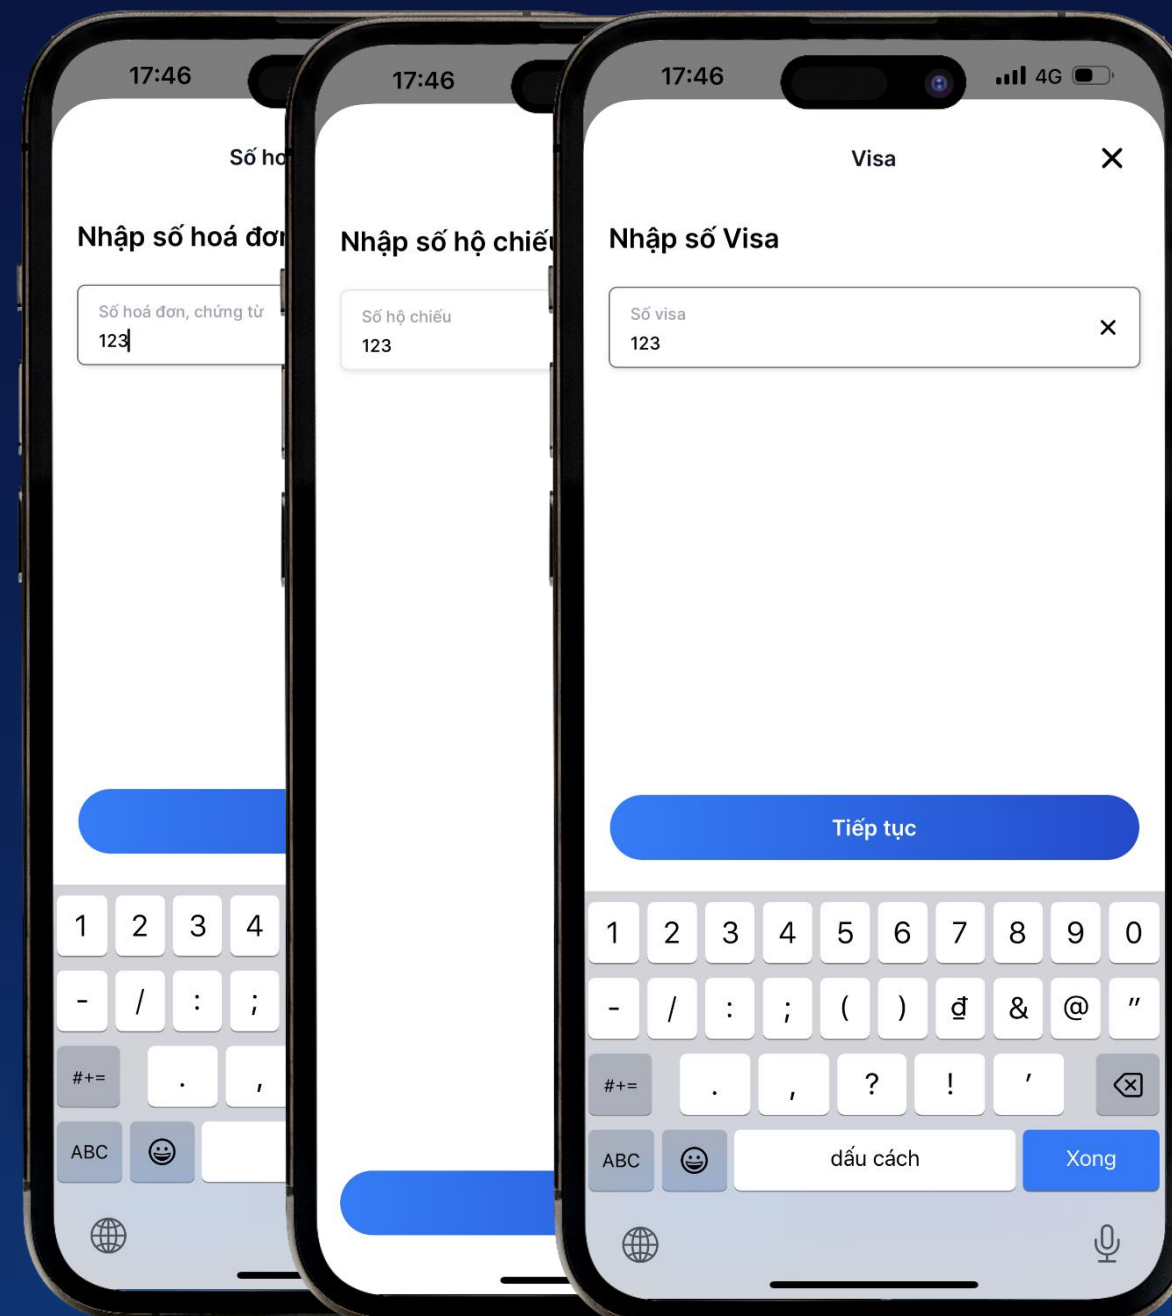 17:46
Số ho
Nhập số hoá đơn
Số hoá đơn, chứng từ
123
1 2 3 4
- / : ;
#+= . ,
ABC
17:46
Nhập số hộ chiếu
Số hộ chiếu
123
17:46 4G
Visa
Nhập số Visa
Số visa
123
Tiếp tục
1 2 3 4 5 6 7 8 9 0
- / : ; ( ) ₫ & @ "
#+= . , ? ! '
ABC dấu cách Xong